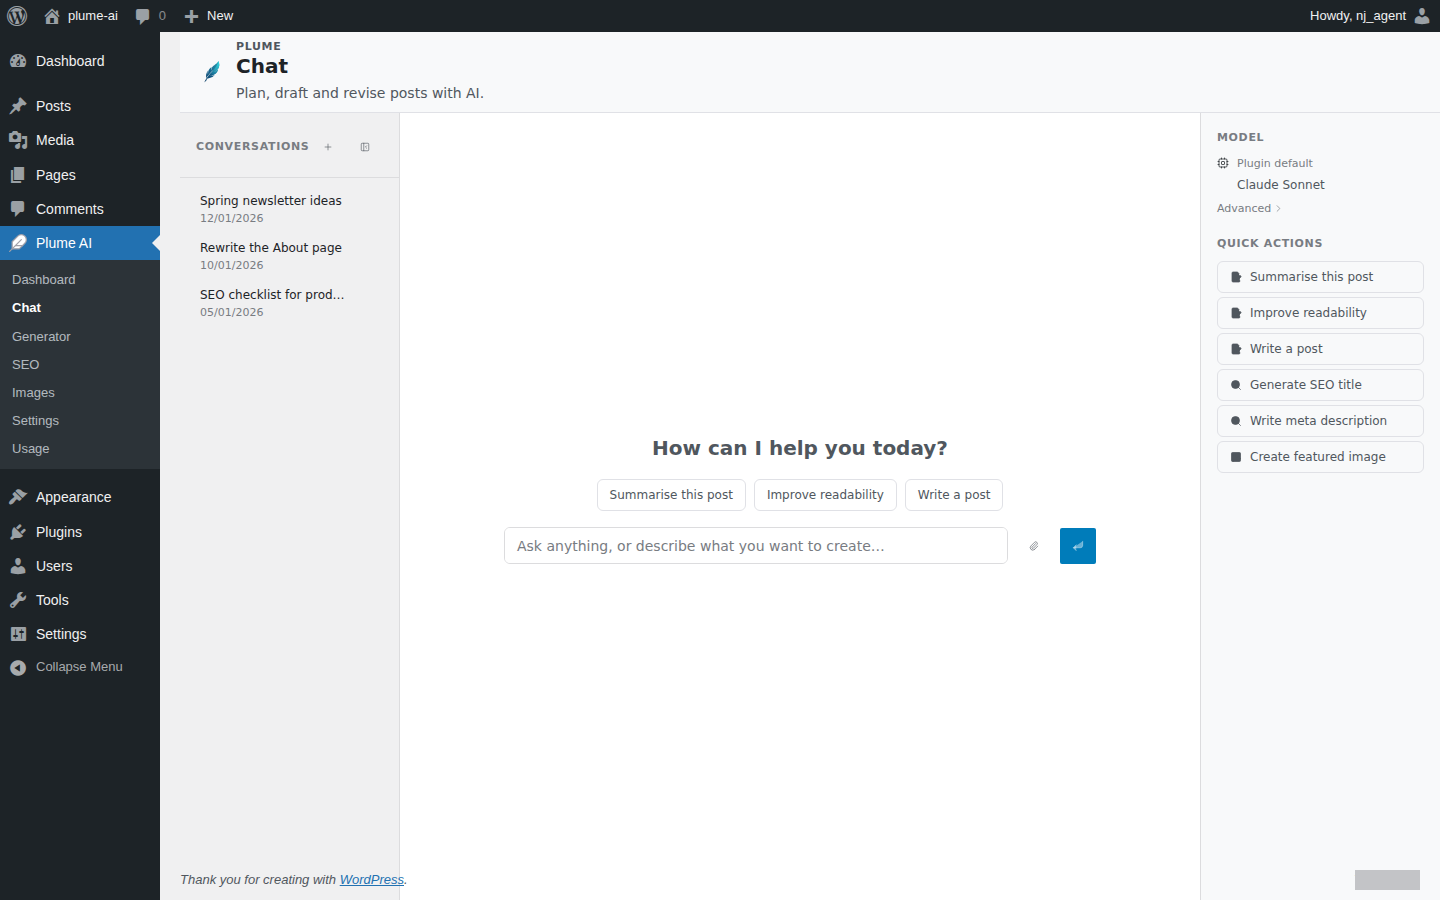 plume-ai
0
New
Howdy, nj_agent
Dashboard
Posts
Media
Pages
Comments
Plume AI
Dashboard
Chat
Generator
SEO
Images
Settings
Usage
Appearance
Plugins
Users
Tools
Settings
Collapse Menu
PLUME
Chat
Plan, draft and revise posts with AI.
CONVERSATIONS
Spring newsletter ideas
12/01/2026
Rewrite the About page
10/01/2026
SEO checklist for prod…
05/01/2026
How can I help you today?
Summarise this post
Improve readability
Write a post
Ask anything, or describe what you want to create…
MODEL
Plugin default
Claude Sonnet
Advanced
QUICK ACTIONS
Summarise this post
Improve readability
Write a post
Generate SEO title
Write meta description
Create featured image
Thank you for creating with WordPress.